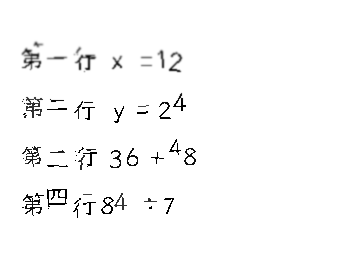 第一行 x =12
第二行 y = 24
第二行 36 + 48
第四行 84 ÷ 7